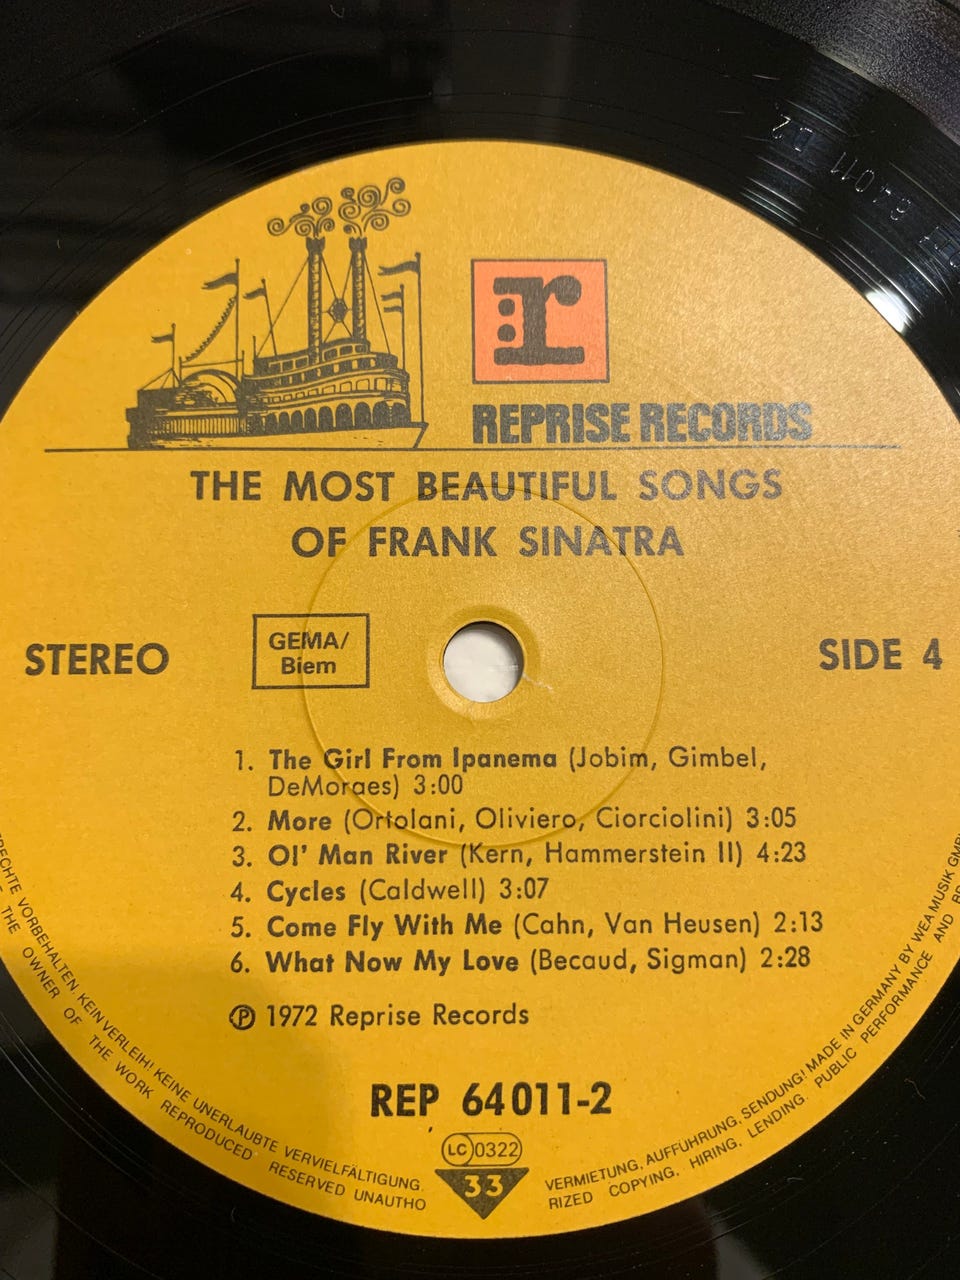 64011 D 2
r:
REPRISE RECORDS
THE MOST BEAUTIFUL SONGS
OF FRANK SINATRA
STEREO
GEMA/
Biem
SIDE 4
1. The Girl From Ipanema (Jobim, Gimbel,
DeMoraes) 3:00
2. More (Ortolani, Oliviero, Ciorciolini) 3:05
3. Ol' Man River (Kern, Hammerstein II) 4:23
4. Cycles (Caldwell) 3:07
5. Come Fly With Me (Cahn, Van Heusen) 2:13
6. What Now My Love (Becaud, Sigman) 2:28
Ⓟ 1972 Reprise Records
REP 64011-2
LC 0322
33
VORBEHALTEN. KEIN VERLEIH! KEINE UNERLAUBTE VERVIELFÄLTIGUNG. VERMIETUNG, AUFFÜHRUNG, SENDUNG! MADE IN GERMANY BY WEA MUSIK
THE OWNER OF THE WORK REPRODUCED RESERVED UNAUTHO RIZED COPYING, HIRING, LENDING. PUBLIC PERFORMANCE AND